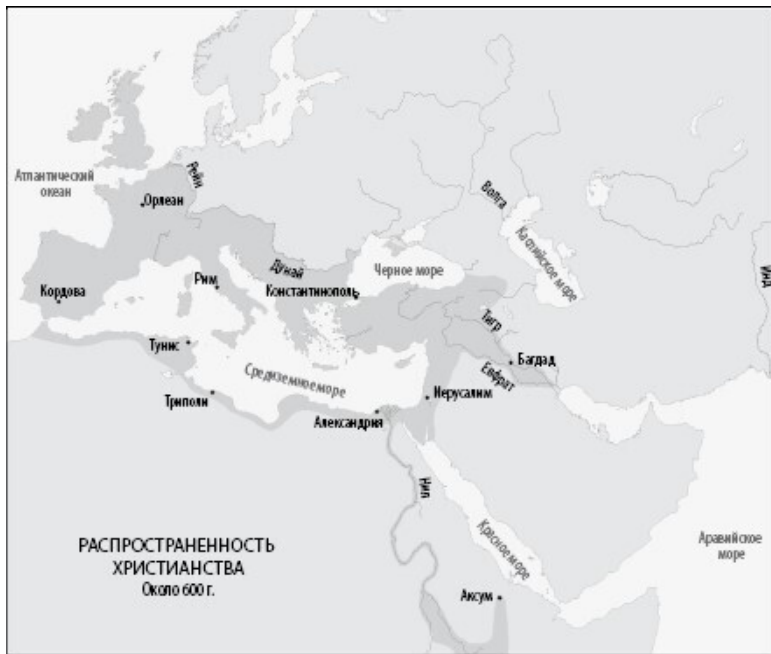 Атлантический
океан
Рейн
Орлеан
Волга
Каспийское море
Инд
Дунай
Черное море
Кордова
Рим
Константинополь
Тигр
Тунис
Багдад
Средиземное море
Евфрат
Триполи
Иерусалим
Александрия
Нил
РАСПРОСТРАНЕННОСТЬ
ХРИСТИАНСТВА
Около 600 г.
Красное море
Аравийское
море
Аксум